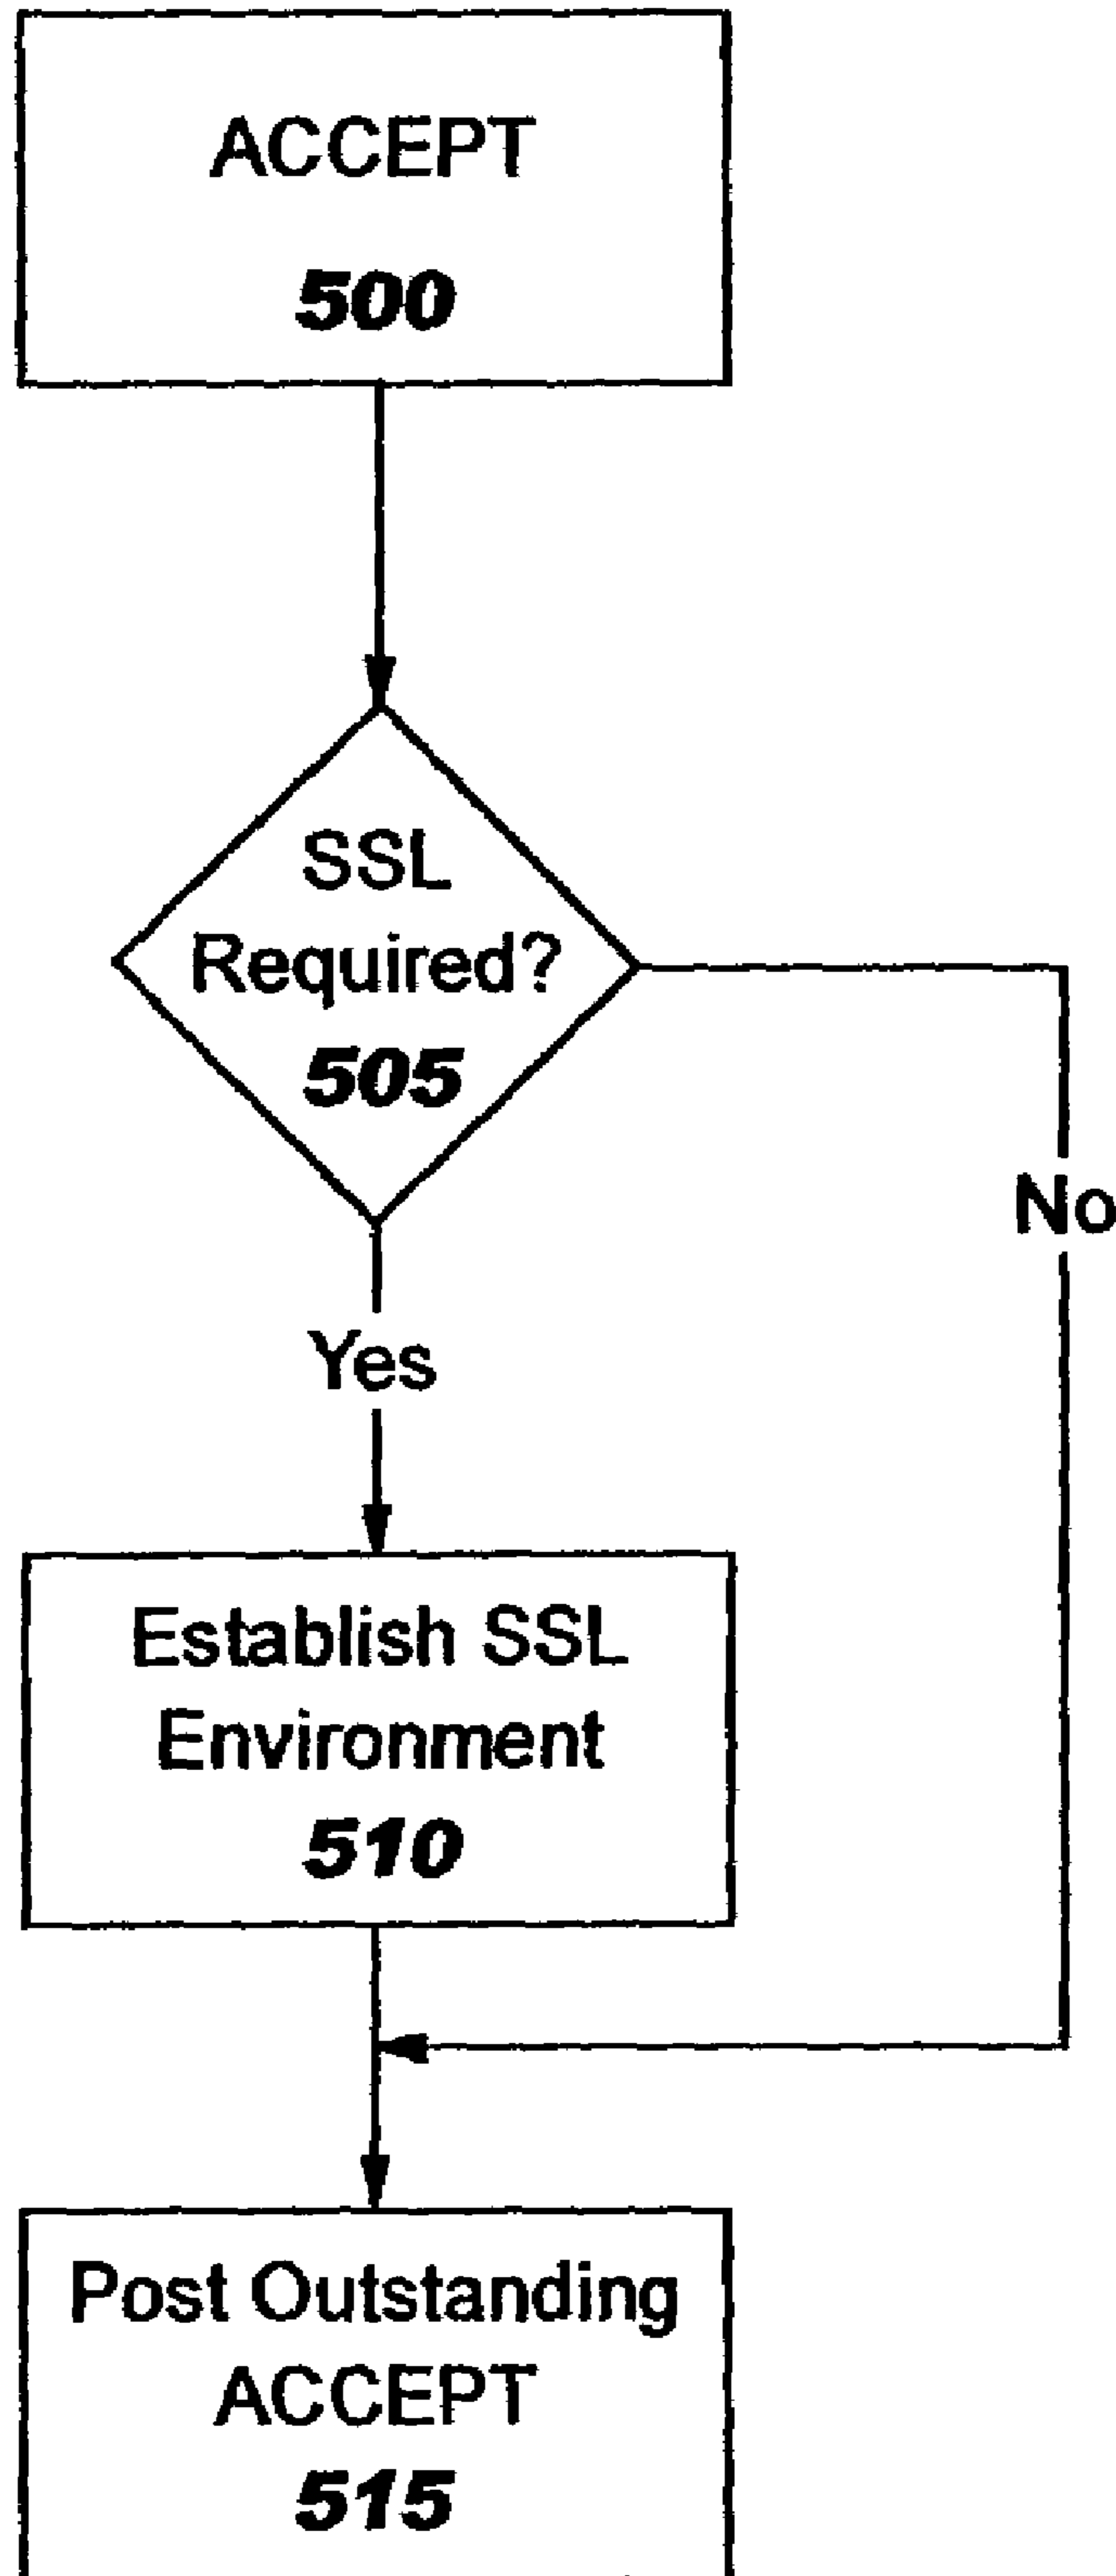 ACCEPT
500
SSL
Required?
505
No
Yes
Establish SSL
Environment
510
Post Outstanding
ACCEPT
515